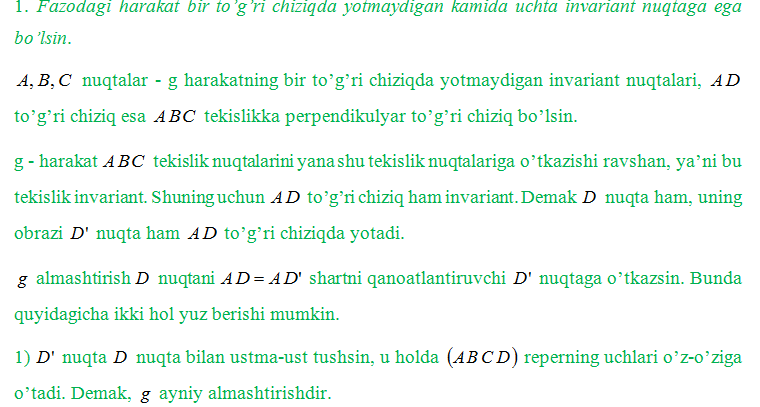 1. Fazodagi harakat bir to’g’ri chiziqda yotmaydigan kamida uchta invariant nuqtaga ega
bo’lsin.
A, B, C nuqtalar - g harakatning bir to’g’ri chiziqda yotmaydigan invariant nuqtalari, AD
to’g’ri chiziq esa ABC tekislikka perpendikulyar to’g’ri chiziq bo’lsin.
g - harakat ABC tekislik nuqtalarini yana shu tekislik nuqtalariga o’tkazishi ravshan, ya’ni bu
tekislik invariant. Shuning uchun AD to’g’ri chiziq ham invariant. Demak D nuqta ham, uning
obrazi D' nuqta ham AD to’g’ri chiziqda yotadi.
g almashtirish D nuqtani AD = AD' shartni qanoatlantiruvchi D' nuqtaga o’tkazsin. Bunda
quyidagicha ikki hol yuz berishi mumkin.
1) D' nuqta D nuqta bilan ustma-ust tushsin, u holda (ABCD) reperning uchlari o’z-o’ziga
o’tadi. Demak, g ayniy almashtirishdir.